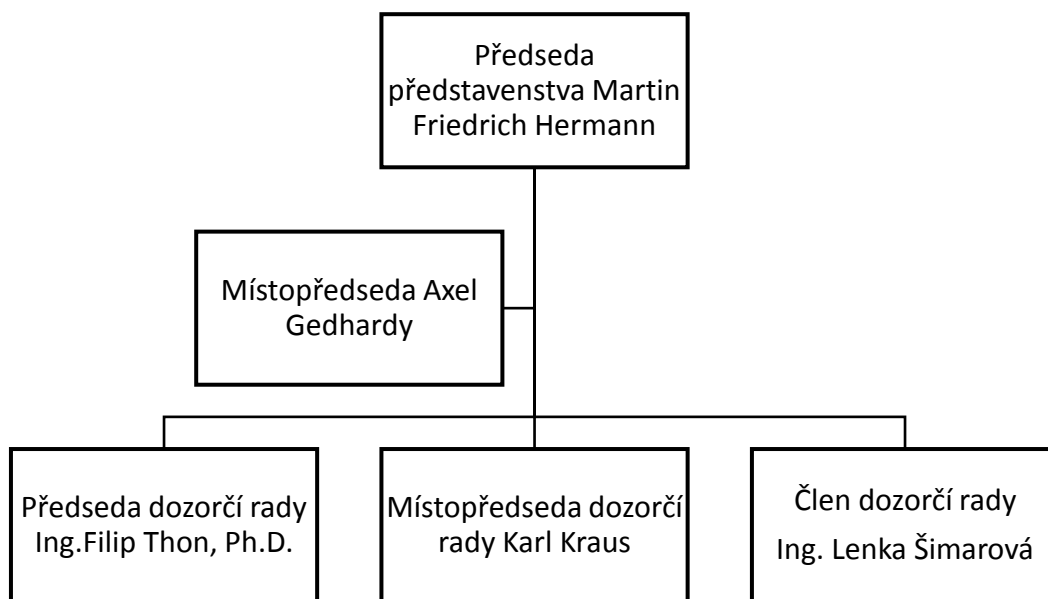 Předseda
představenstva Martin
Friedrich Hermann
Místopředseda Axel
Gedhardy
Předseda dozorčí rady
Ing.Filip Thon, Ph.D.
Místopředseda dozorčí
rady Karl Kraus
Člen dozorčí rady
Ing. Lenka Šimarová